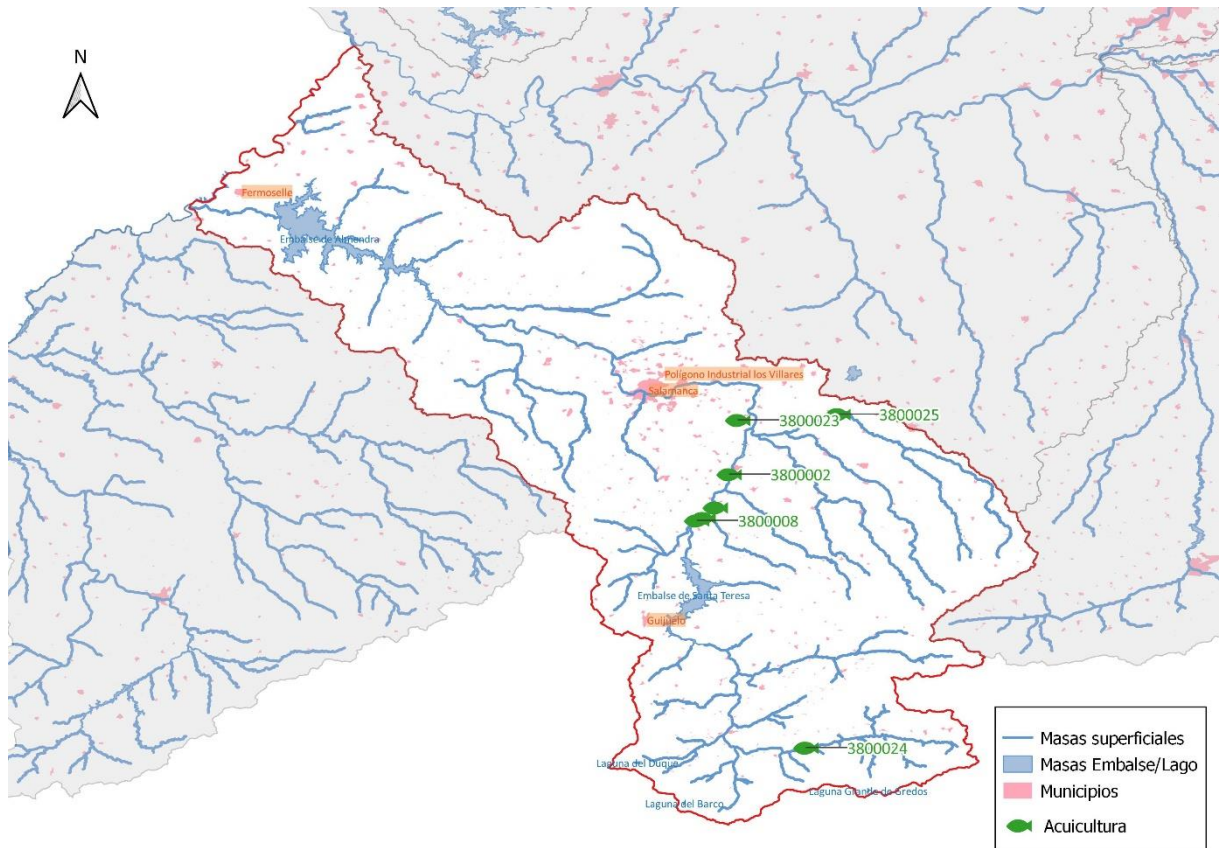 N
Fermoselle
Embalse de Almendra
Polígono Industrial los Villares
Salamanca
3800025
3800023
3800002
3800008
Embalse de Santa Teresa
Guijuelo
3800024
Laguna del Duque
Laguna del Barco
Laguna Grande de Gredos
Masas superficiales
Masas Embalse/Lago
Municipios
Acuicultura